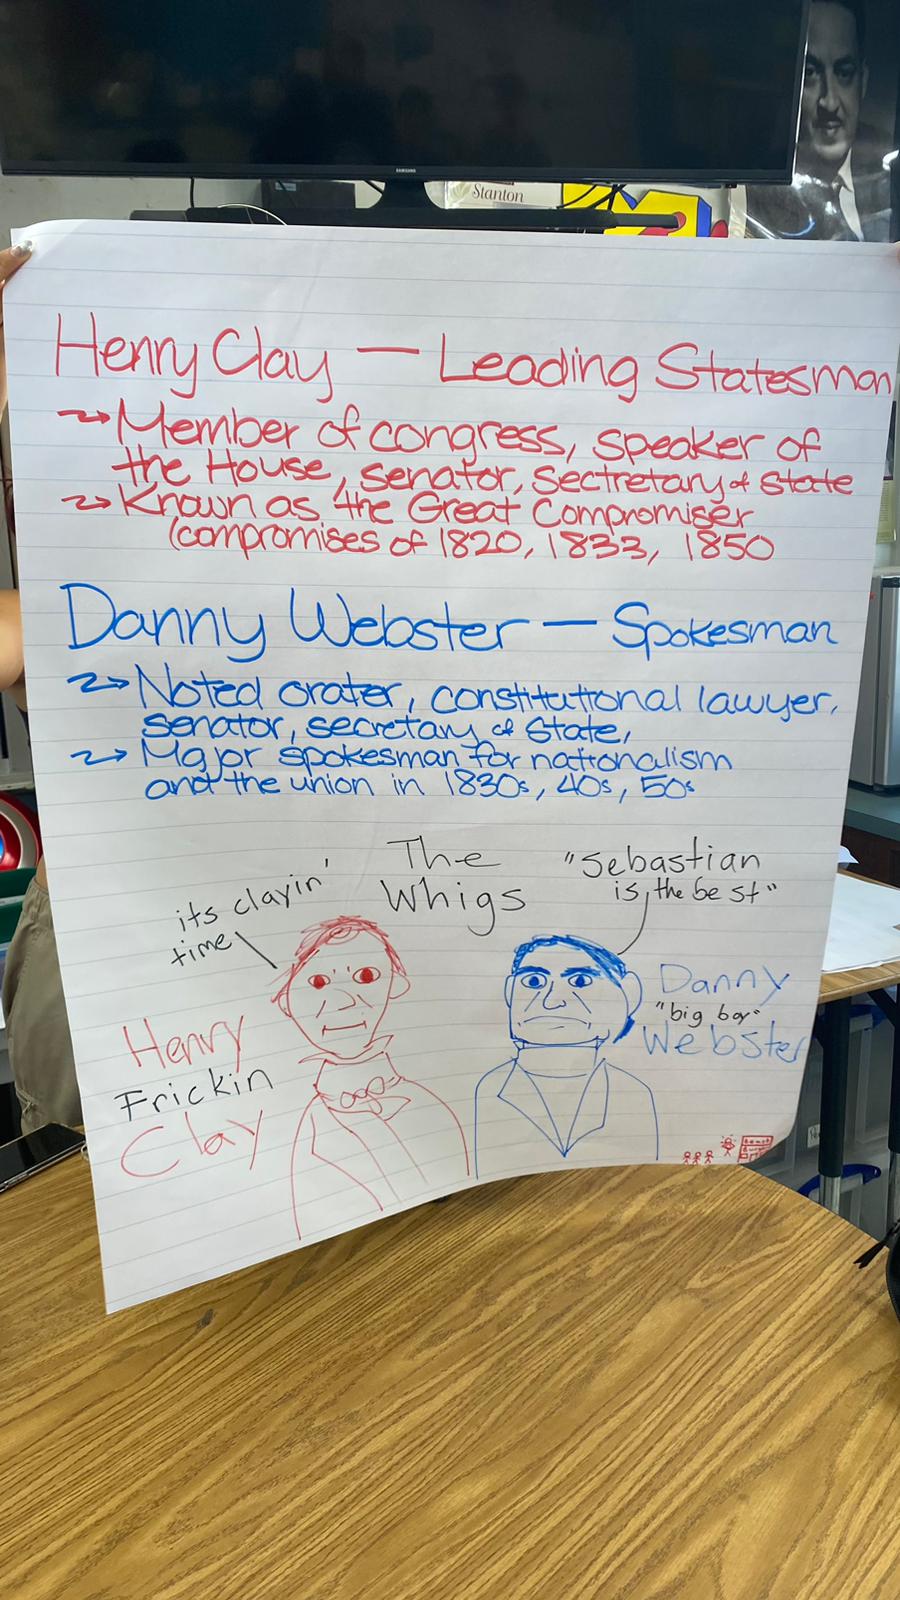 SAMSUNG
Stanton
Henry Clay — Leading Statesman
Member of congress, speaker of
the House, senator, Sectretary of State
Known as "the Great Compromiser
(compromises of 1820, 1833, 1850
Danny Webster — Spokesman
Noted orater, constitutional lawyer,
senator, secretary of State,
Major spokesman for nationalism
and the union in 1830s, 40s, 50s
The
Whigs
its clayin'
time
"Sebastian
is the best"
Henry
Frickin
Clay
Danny
"big boy"
Webster